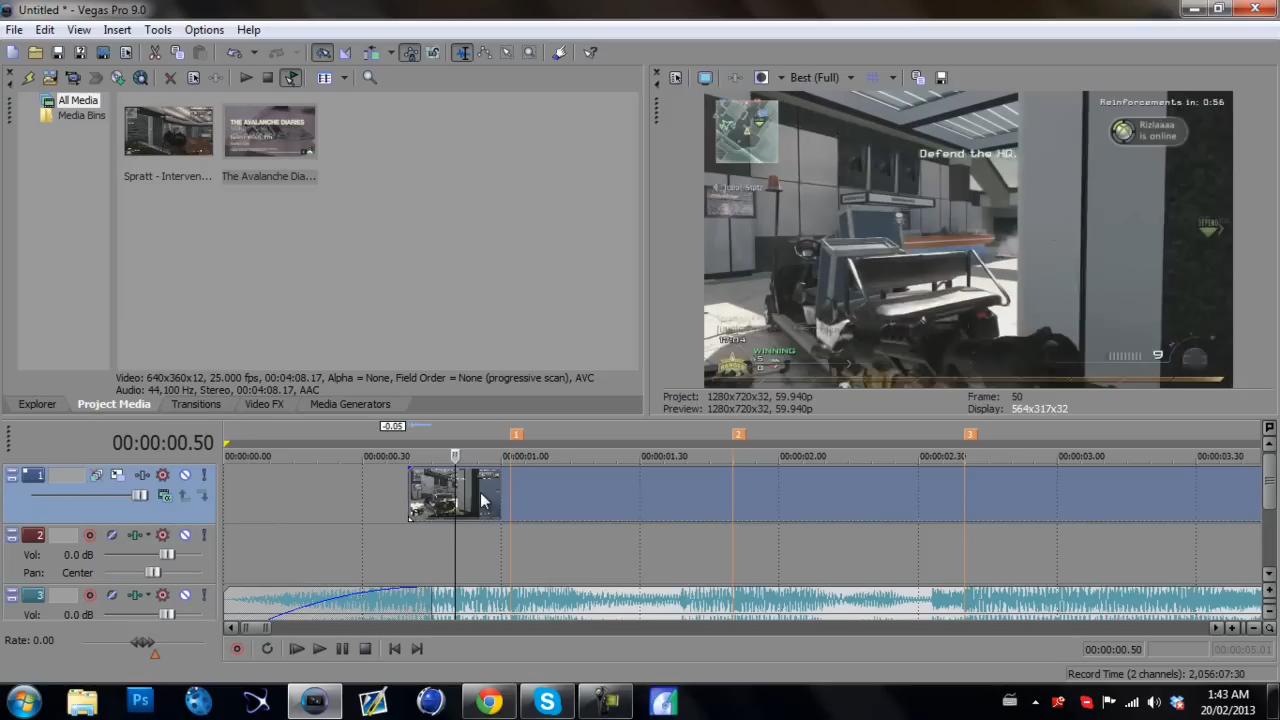 Untitled * - Vegas Pro 9.0
File Edit View Insert Tools Options Help
All Media
Media Bins
THE AVALANCHE DIARIES
Spratt - Interven...
The Avalanche Dia...
Video: 640x360x12, 25.000 fps, 00:04:08.17, Alpha = None, Field Order = None (progressive scan), AVC
Audio: 44,100 Hz, Stereo, 00:04:08.17, AAC
Explorer Project Media Transitions Video FX Media Generators
Best (Full)
Reinforcements in: 0:56
Rizlaaaa
is online
Defend the HQ.
WINNING
9
Project: 1280x720x32, 59.940p
Preview: 1280x720x32, 59.940p
Frame: 50
Display: 564x317x32
00:00:00.50
-0.05
1 2 3
00:00:00.00 00:00:00.30 00:00:01.00 00:00:01.30 00:00:02.00 00:00:02.30 00:00:03.00 00:00:03.30
1
2
Vol: 0.0 dB
Pan: Center
3
Vol: 0.0 dB
Rate: 0.00
00:00:00.50
00:00:05.01
Record Time (2 channels): 2,056:07:30
Ps
1:43 AM
20/02/2013